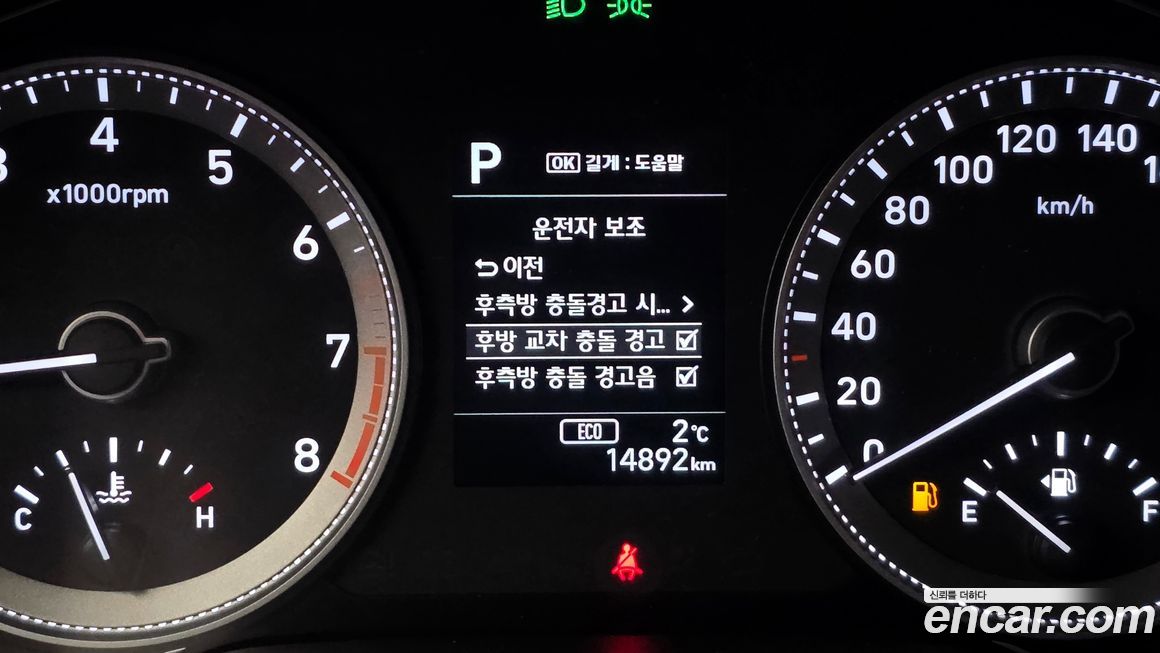 P OK 길게 : 도움말
운전자 보조
이전
후측방 충돌경고 시...
후방 교차 충돌 경고
후측방 충돌 경고음
ECO 2°C
14892km
4
5
6
7
8
x1000rpm
C H
0
20
40
60
80
100
120
140
km/h
E F
신뢰를 더하다
encar.com